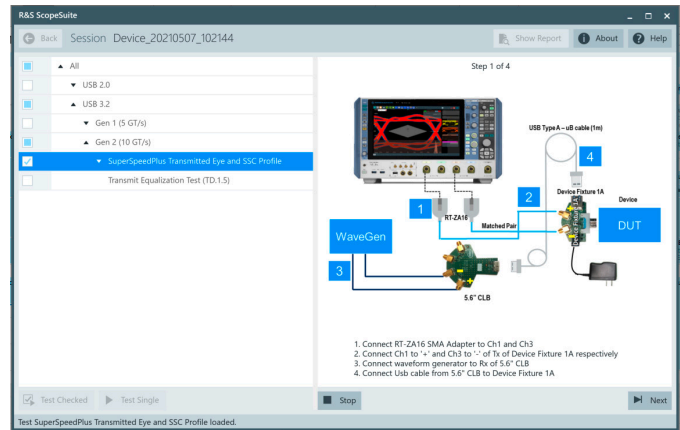 R&S ScopeSuite
Back Session Device_20210507_102144
Show Report
About
Help
All
USB 2.0
USB 3.2
Gen 1 (5 GT/s)
Gen 2 (10 GT/s)
SuperSpeedPlus Transmitted Eye and SSC Profile
Transmit Equalization Test (TD.1.5)
Step 1 of 4
USB Type A – uB cable (1m)
4
Device Fixture 1A
Device
2
1
RT-ZA16
Matched Pair
Device Fixture 1A
DUT
WaveGen
3
5.6" CLB
1. Connect RT-ZA16 SMA Adapter to Ch1 and Ch3
2. Connect Ch1 to '+' and Ch3 to '-' of Tx of Device Fixture 1A respectively
3. Connect waveform generator to Rx of 5.6" CLB
4. Connect Usb cable from 5.6" CLB to Device Fixture 1A
Test Checked
Test Single
Stop
Next
Test SuperSpeedPlus Transmitted Eye and SSC Profile loaded.